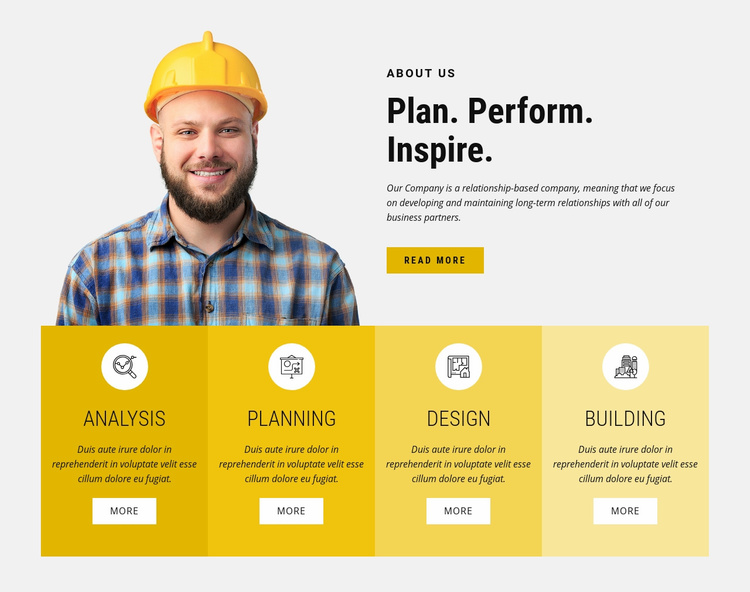 ABOUT US
Plan. Perform.
Inspire.
Our Company is a relationship-based company, meaning that we focus
on developing and maintaining long-term relationships with all of our
business partners.
READ MORE
ANALYSIS
Duis aute irure dolor in
reprehenderit in voluptate velit esse
cillum dolore eu fugiat.
MORE
PLANNING
Duis aute irure dolor in
reprehenderit in voluptate velit esse
cillum dolore eu fugiat.
MORE
DESIGN
Duis aute irure dolor in
reprehenderit in voluptate velit esse
cillum dolore eu fugiat.
MORE
BUILDING
Duis aute irure dolor in
reprehenderit in voluptate velit esse
cillum dolore eu fugiat.
MORE